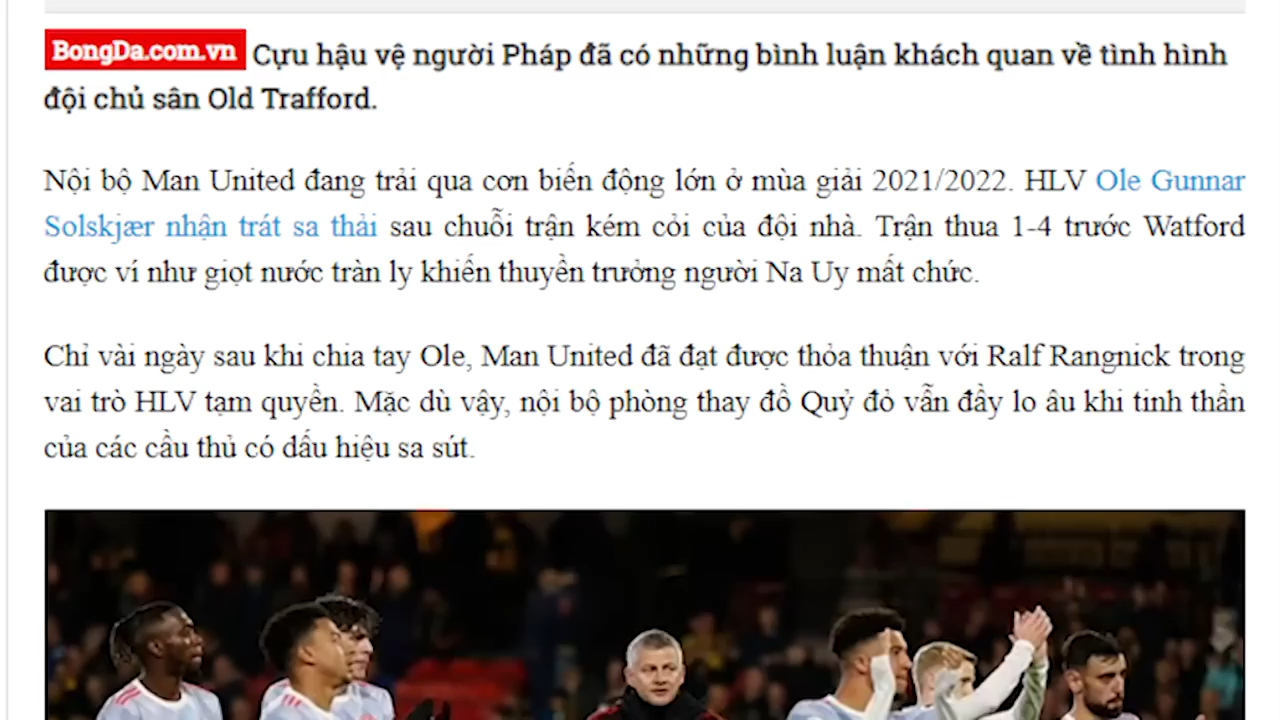 BongDa.com.vn Cựu hậu vệ người Pháp đã có những bình luận khách quan về tình hình
đội chủ sân Old Trafford.
Nội bộ Man United đang trải qua cơn biến động lớn ở mùa giải 2021/2022. HLV Ole Gunnar
Solskjær nhận trát sa thải sau chuỗi trận kém cỏi của đội nhà. Trận thua 1-4 trước Watford
được ví như giọt nước tràn ly khiến thuyền trưởng người Na Uy mất chức.
Chỉ vài ngày sau khi chia tay Ole, Man United đã đạt được thỏa thuận với Ralf Rangnick trong
vai trò HLV tạm quyền. Mặc dù vậy, nội bộ phòng thay đồ Quỷ đỏ vẫn đầy lo âu khi tinh thần
của các cầu thủ có dấu hiệu sa sút.